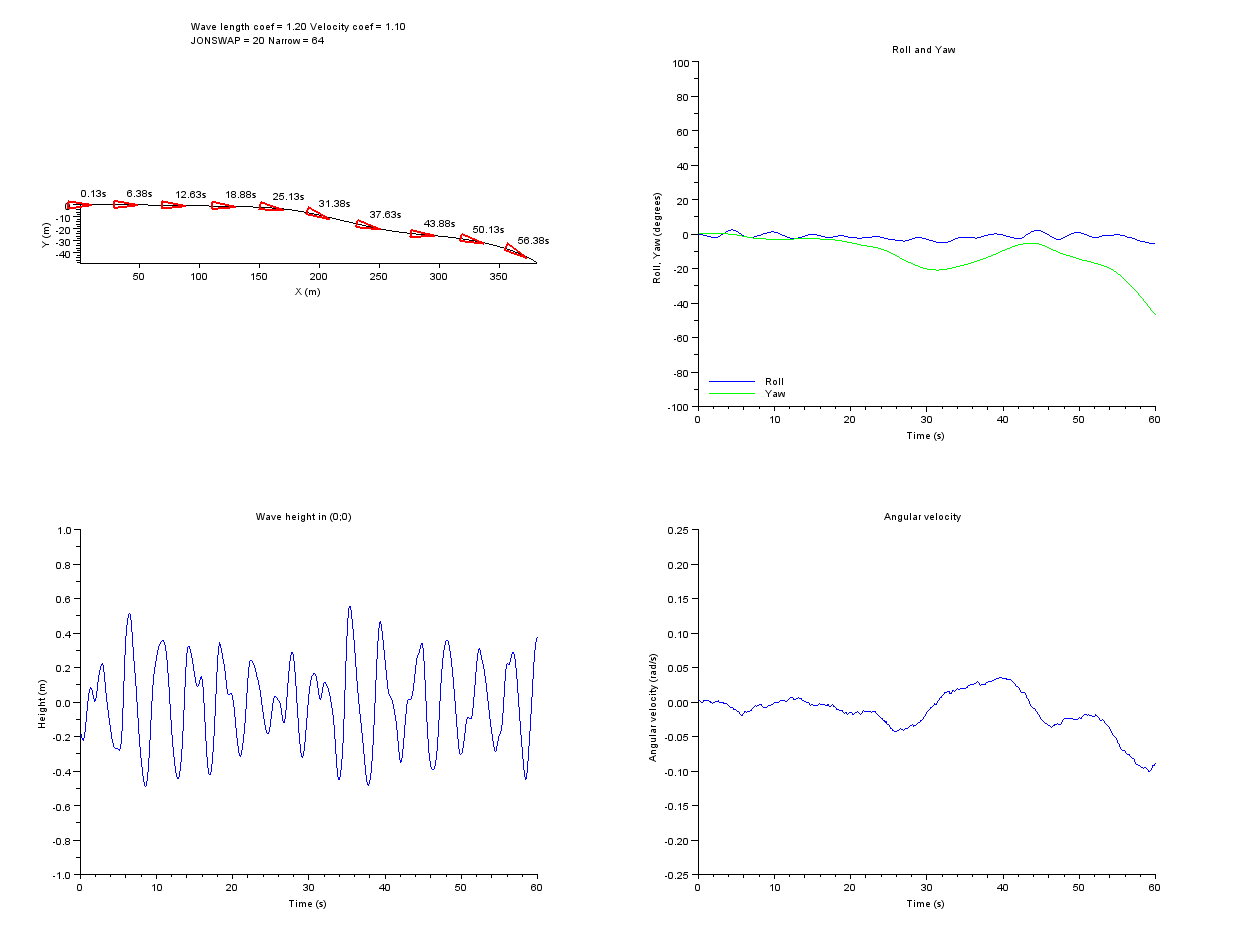 Wave length coef = 1.20 Velocity coef = 1.10
JONSWAP = 20 Narrow = 64
0.13s 6.38s 12.63s 18.88s 25.13s 31.38s 37.63s 43.88s 50.13s 56.38s
Y (m)
0
-10
-20
-30
-40
50 100 150 200 250 300 350
X (m)
Roll and Yaw
Roll, Yaw (degrees)
100
80
60
40
20
0
-20
-40
-60
-80
-100
Roll
Yaw
0 10 20 30 40 50 60
Time (s)
Wave height in (0;0)
Height (m)
1.0
0.8
0.6
0.4
0.2
0.0
-0.2
-0.4
-0.6
-0.8
-1.0
0 10 20 30 40 50 60
Time (s)
Angular velocity
Angular velocity (rad/s)
0.25
0.20
0.15
0.10
0.05
0.00
-0.05
-0.10
-0.15
-0.20
-0.25
0 10 20 30 40 50 60
Time (s)